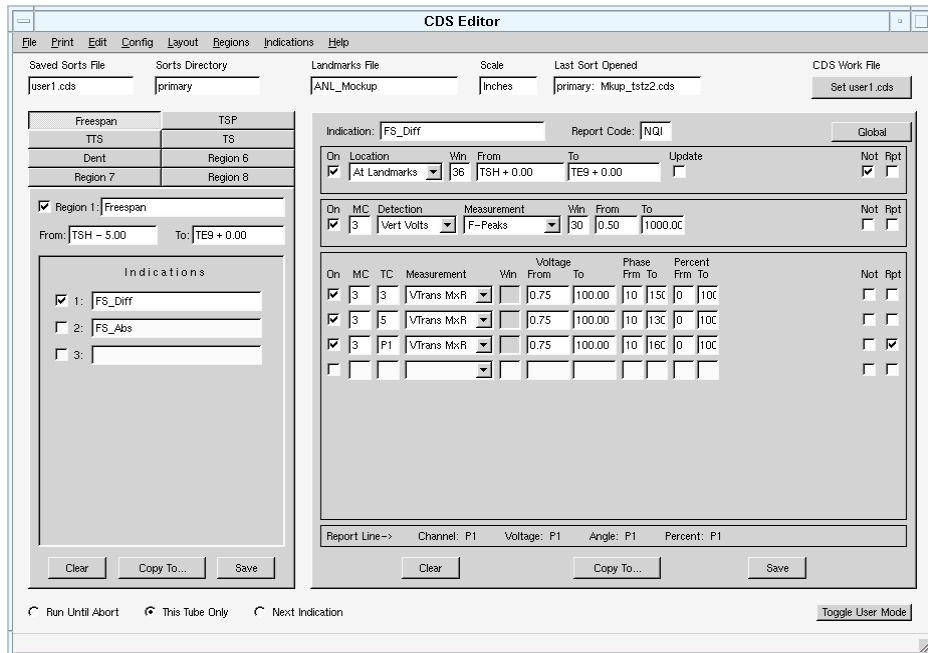 CDS Editor
File Print Edit Config Layout Regions Indications Help
Saved Sorts File Sorts Directory Landmarks File Scale Last Sort Opened CDS Work File
user1.cds primary ANL_Mockup Inches primary: Mkup_tstz2.cds Set user1.cds
Freespan TSP
TTS TS
Dent Region 6
Region 7 Region 8
Region 1: Freespan
From: TSH - 5.00 To: TE9 + 0.00
Indications
1: FS_Diff
2: FS_Abs
3:
Clear Copy To... Save
Indication: FS_Diff Report Code: NQI Global
On Location Win From To Update Not Rpt
At Landmarks 36 TSH + 0.00 TE9 + 0.00
On MC Detection Measurement Win From To Not Rpt
3 Vert Volts F-Peaks 30 0.50 1000.0
Voltage Phase Percent
On MC TC Measurement Win From To Frm To Frm To Not Rpt
3 3 VTrans MxR 0.75 100.00 10 150 0 100
3 5 VTrans MxR 0.75 100.00 10 130 0 100
3 P1 VTrans MxR 0.75 100.00 10 160 0 100
Report Line-> Channel: P1 Voltage: P1 Angle: P1 Percent: P1
Clear Copy To... Save
Run Until Abort This Tube Only Next Indication Toggle User Mode